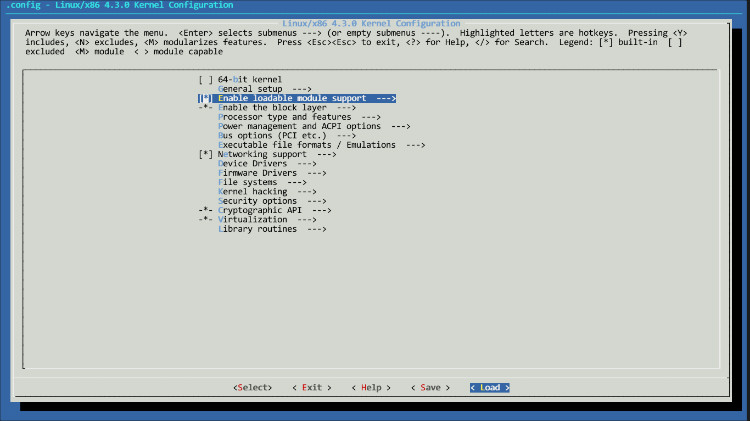 .config - Linux/x86 4.3.0 Kernel Configuration
Linux/x86 4.3.0 Kernel Configuration
Arrow keys navigate the menu.  <Enter> selects submenus ---> (or empty submenus ----).  Highlighted letters are hotkeys.  Pressing <Y>
includes, <N> excludes, <M> modularizes features.  Press <Esc><Esc> to exit, <?> for Help, </> for Search.  Legend: [*] built-in  [ ]
excluded  <M> module  < > module capable
[ ] 64-bit kernel
General setup  --->
[*] Enable loadable module support  --->
-*- Enable the block layer  --->
Processor type and features  --->
Power management and ACPI options  --->
Bus options (PCI etc.)  --->
Executable file formats / Emulations  --->
[*] Networking support  --->
Device Drivers  --->
Firmware Drivers  --->
File systems  --->
Kernel hacking  --->
Security options  --->
-*- Cryptographic API  --->
-*- Virtualization  --->
Library routines  --->
<Select>    < Exit >    < Help >    < Save >    < Load >